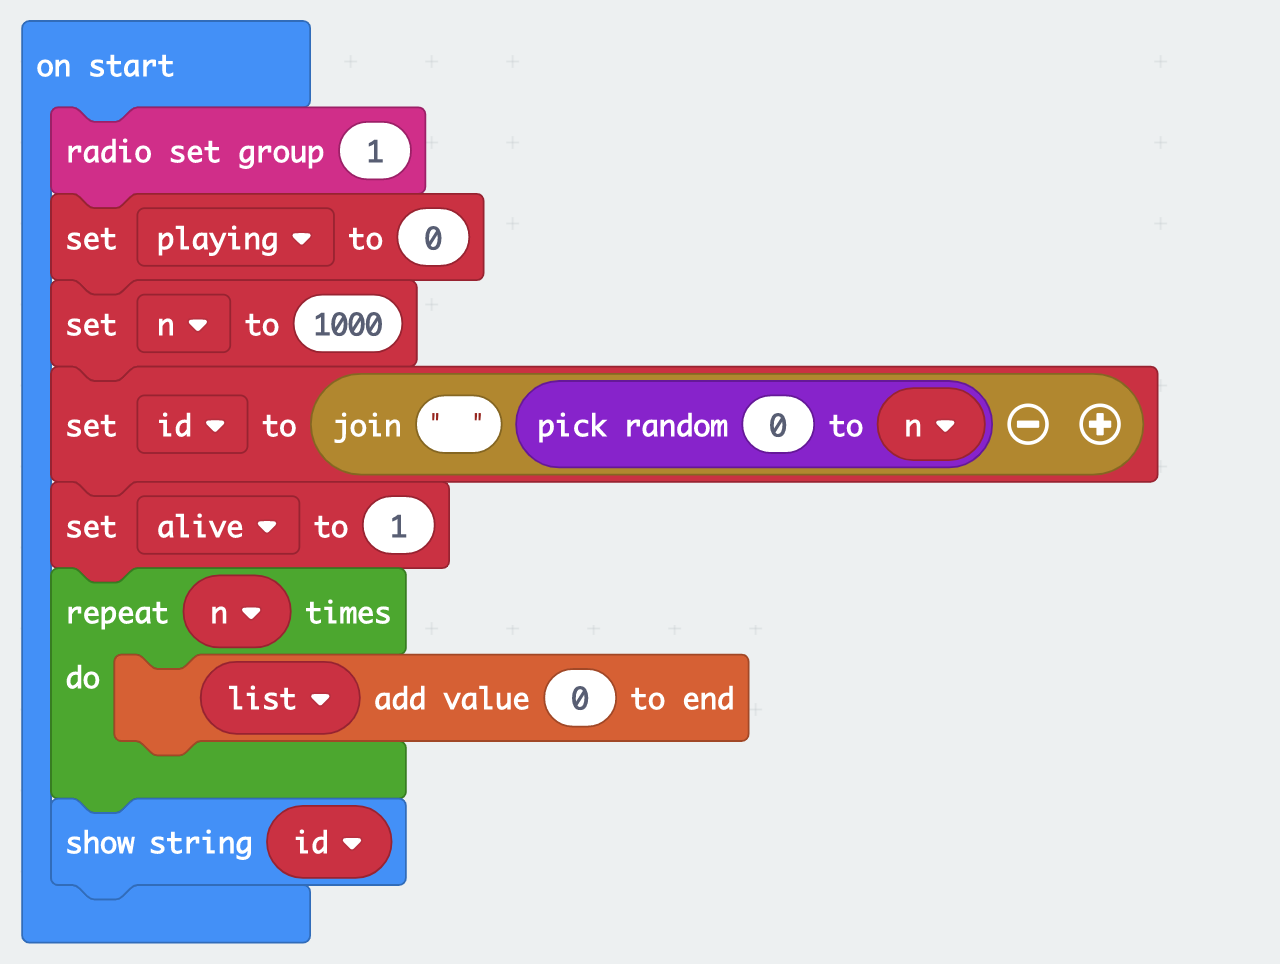 on start
radio set group 1
set playing to 0
set n to 1000
set id to join " " pick random 0 to n
set alive to 1
repeat n times
do list add value 0 to end
show string id